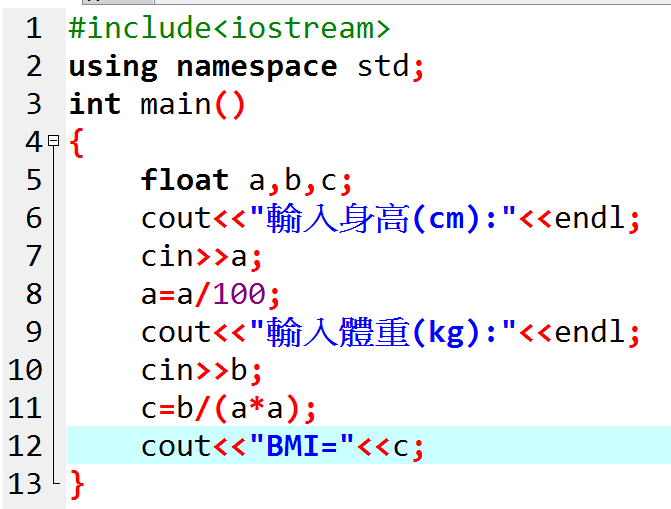 1 #include<iostream>
2 using namespace std;
3 int main()
4 {
5 float a,b,c;
6 cout<<"輸入身高(cm):"<<endl;
7 cin>>a;
8 a=a/100;
9 cout<<"輸入體重(kg):"<<endl;
10 cin>>b;
11 c=b/(a*a);
12 cout<<"BMI="<<c;
13 }